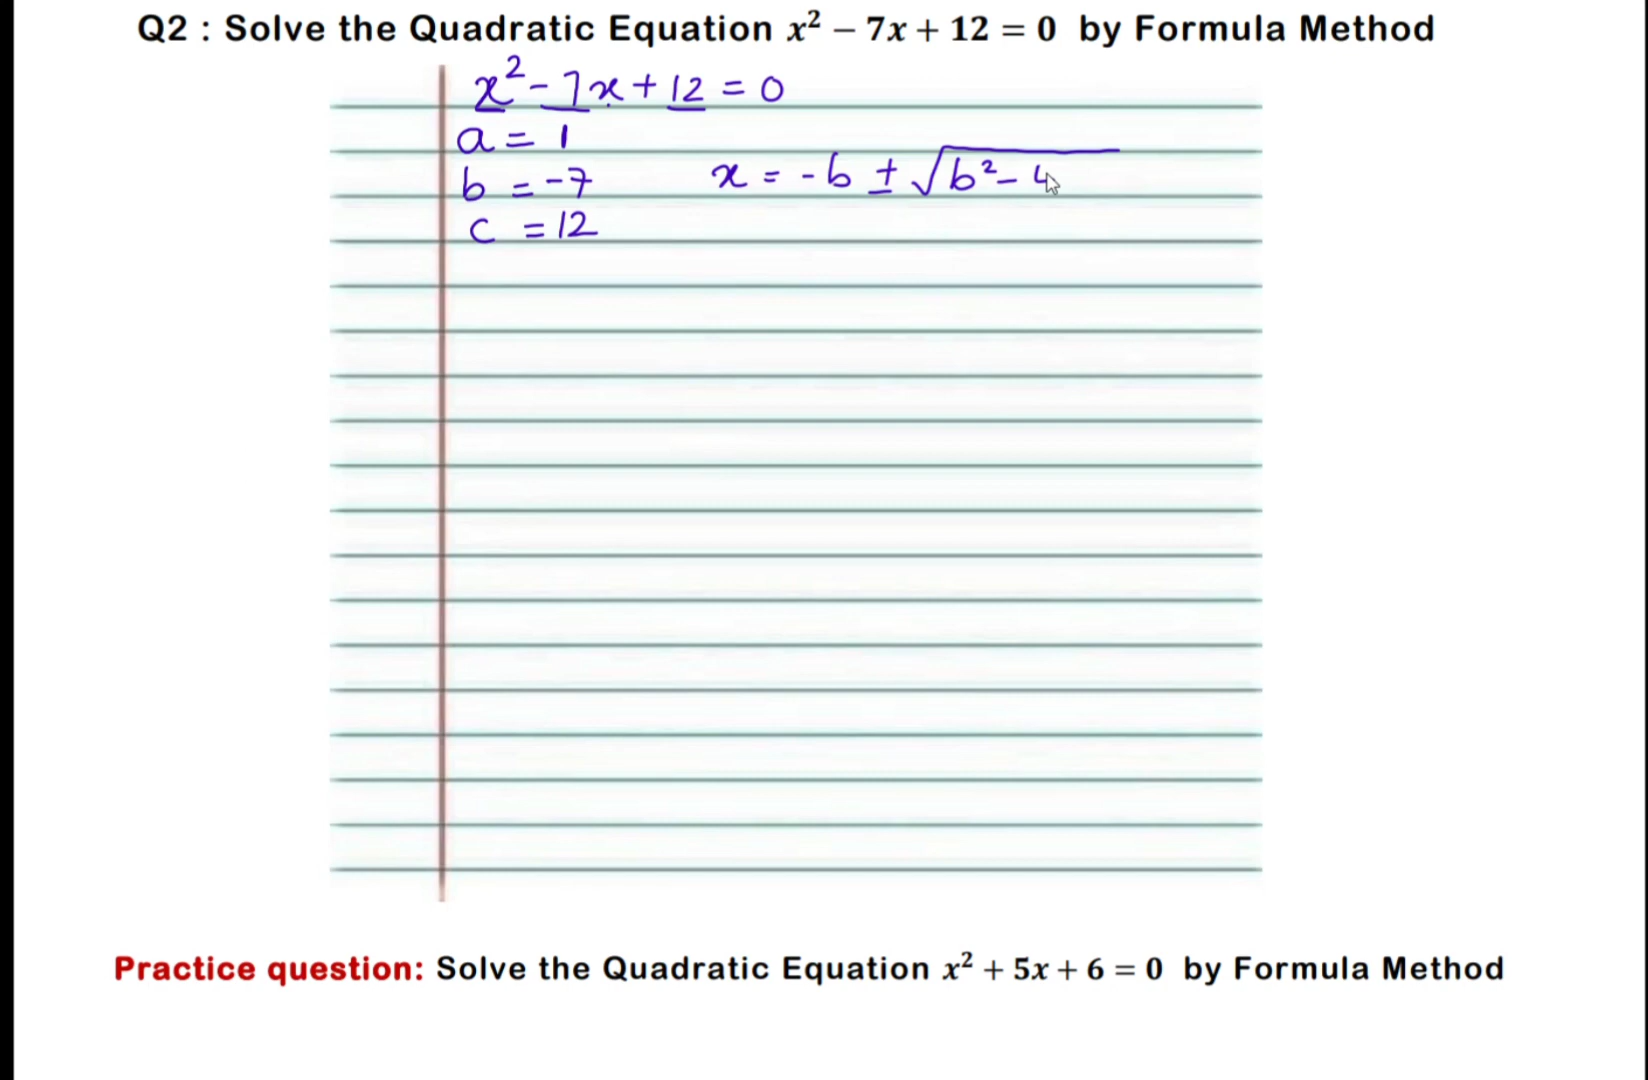 Q2 : Solve the Quadratic Equation x² − 7x + 12 = 0 by Formula Method
x² - 7x + 12 = 0
a = 1
b = -7 x = -b ± √b² - 4
c = 12
Practice question: Solve the Quadratic Equation x² + 5x + 6 = 0 by Formula Method